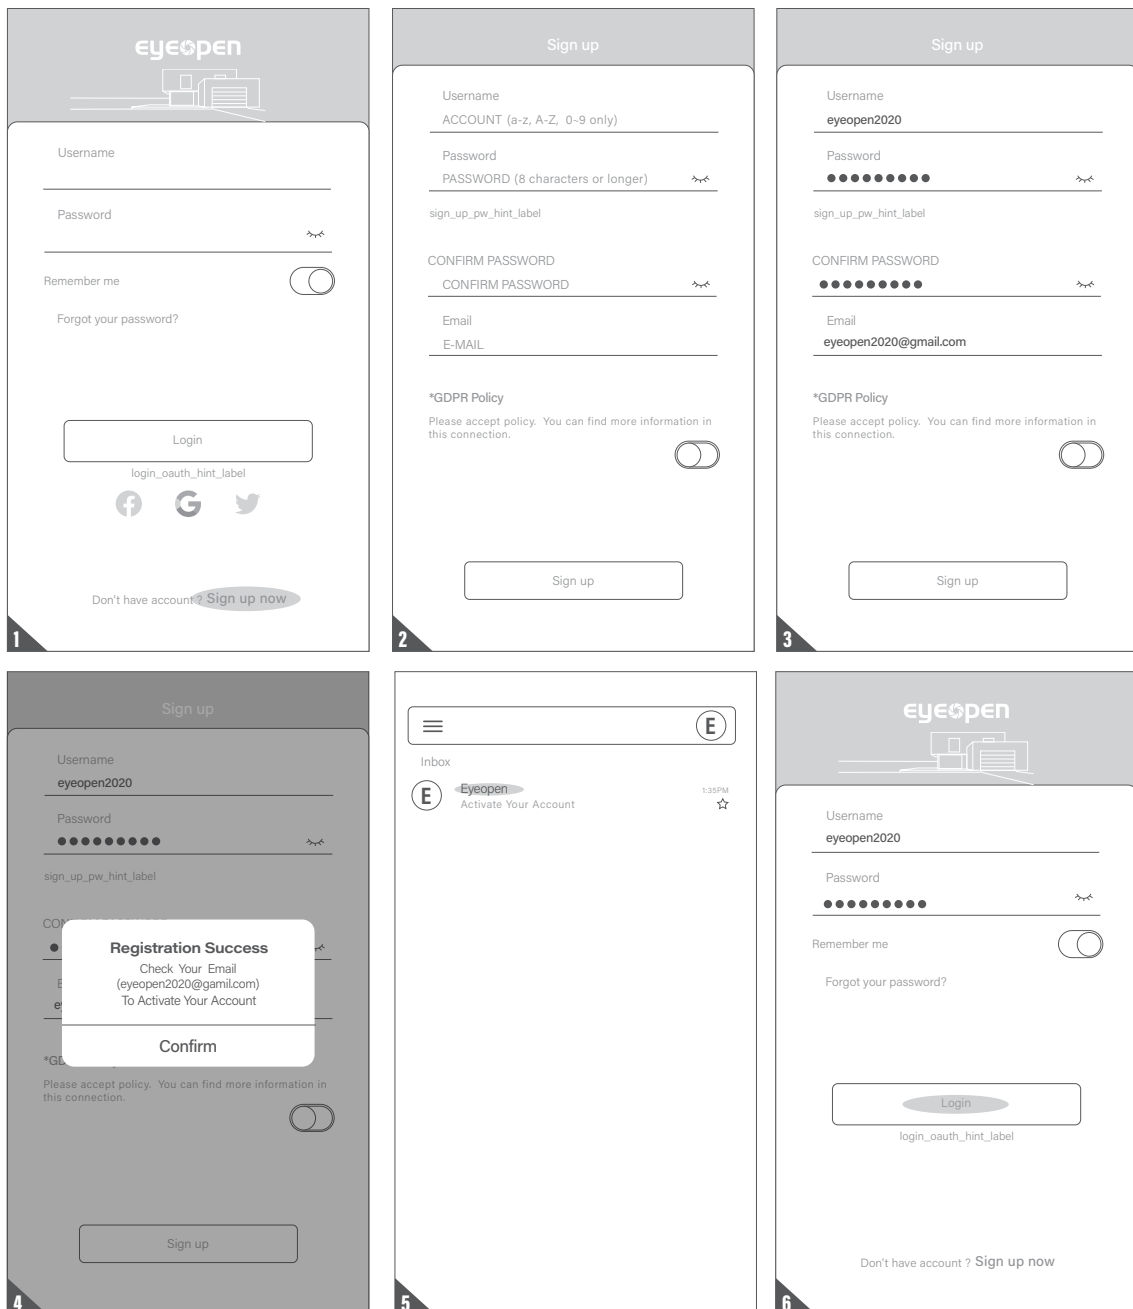 eyeopen
Username
Password
Remember me
Forgot your password?
Login
login_oauth_hint_label
Don't have account ? Sign up now
1
Sign up
Username
ACCOUNT (a-z, A-Z, 0~9 only)
Password
PASSWORD (8 characters or longer)
sign_up_pw_hint_label
CONFIRM PASSWORD
CONFIRM PASSWORD
Email
E-MAIL
*GDPR Policy
Please accept policy. You can find more information in
this connection.
Sign up
2
Sign up
Username
eyeopen2020
Password
sign_up_pw_hint_label
CONFIRM PASSWORD
Email
eyeopen2020@gmail.com
*GDPR Policy
Please accept policy. You can find more information in
this connection.
Sign up
3
Sign up
Username
eyeopen2020
Password
sign_up_pw_hint_label
Registration Success
Check Your Email
(eyeopen2020@gamil.com)
To Activate Your Account
Confirm
Please accept policy. You can find more information in
this connection.
Sign up
4
E
Inbox
E
Eyeopen
1:35PM
Activate Your Account
5
eyeopen
Username
eyeopen2020
Password
Remember me
Forgot your password?
Login
login_oauth_hint_label
Don't have account ? Sign up now
6